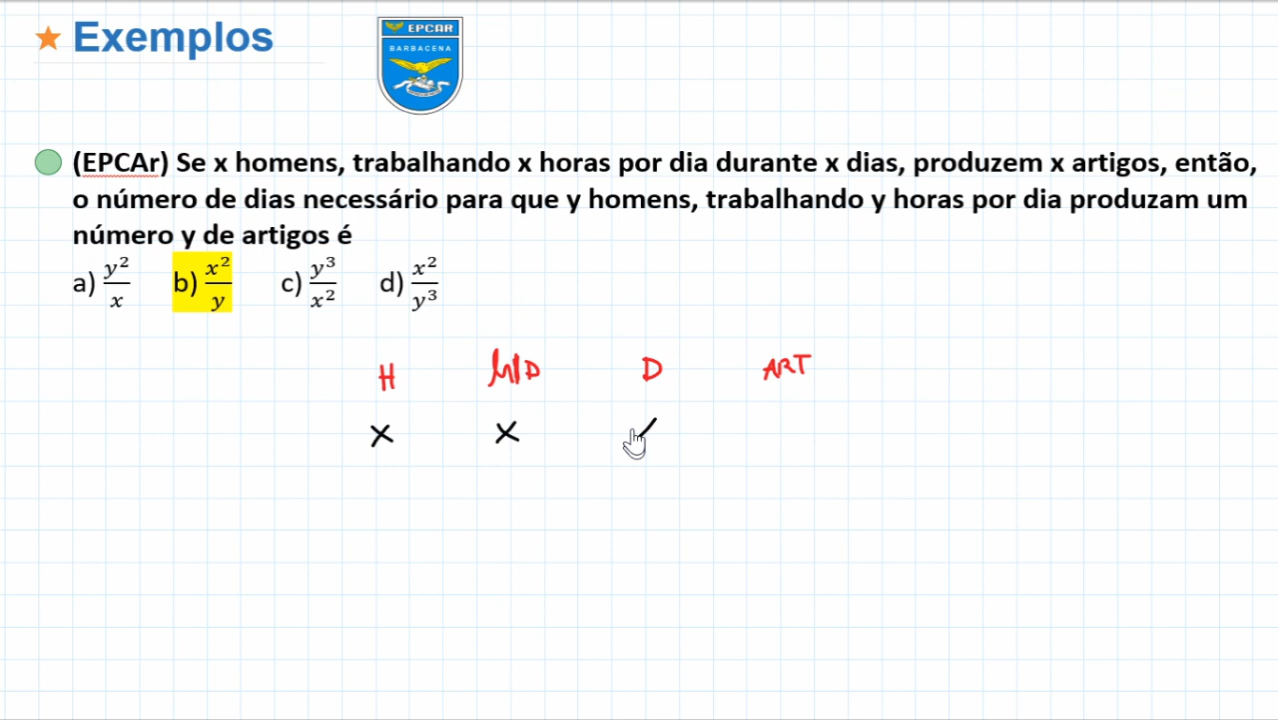 Exemplos
EPCAR
BARBACENA
(EPCAr) Se x homens, trabalhando x horas por dia durante x dias, produzem x artigos, então,
o número de dias necessário para que y homens, trabalhando y horas por dia produzam um
número y de artigos é
a) y²/x b) x²/y c) y³/x² d) x²/y³
H h/D D ART
x x